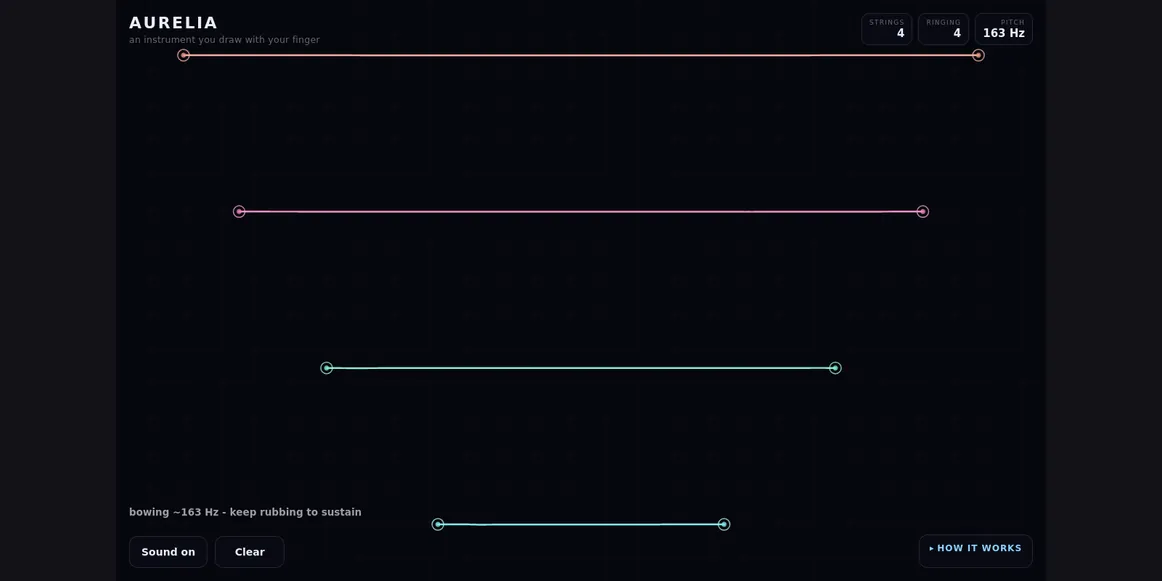 AURELIA
an instrument you draw with your finger
STRINGS
4
RINGING
4
PITCH
163 Hz
bowing ~163 Hz - keep rubbing to sustain
Sound on
Clear
▸ HOW IT WORKS